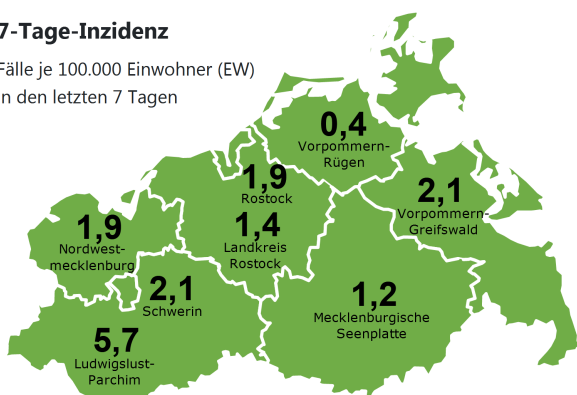 7-Tage-Inzidenz
Fälle je 100.000 Einwohner (EW)
n den letzten 7 Tagen
0,4
Vorpommern-
Rügen
1,9
Rostock
2,1
Vorpommern-
Greifswald
1,9
Nordwest-
mecklenburg
1,4
Landkreis
Rostock
2,1
Schwerin
1,2
Mecklenburgische
Seenplatte
5,7
Ludwigslust-
Parchim